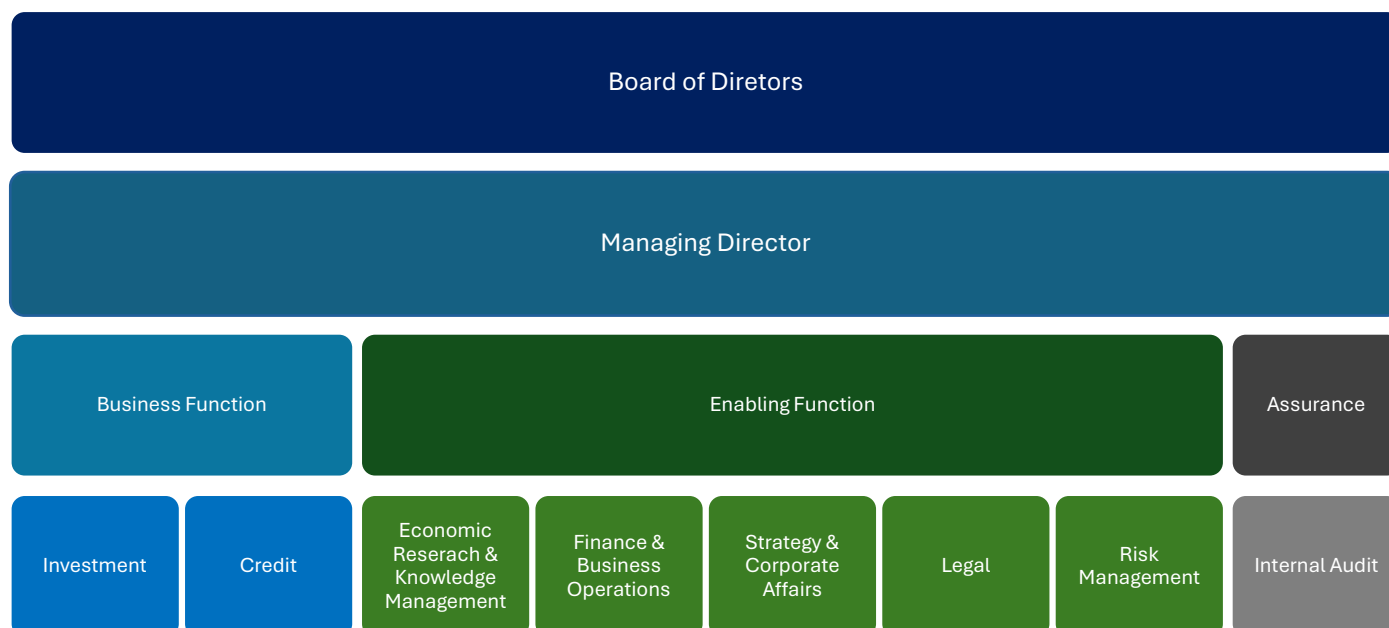 Board of Diretors
Managing Director
Business Function
Enabling Function
Assurance
Investment
Credit
Economic
Reserach &
Knowledge
Management
Finance &
Business
Operations
Strategy &
Corporate
Affairs
Legal
Risk
Management
Internal Audit